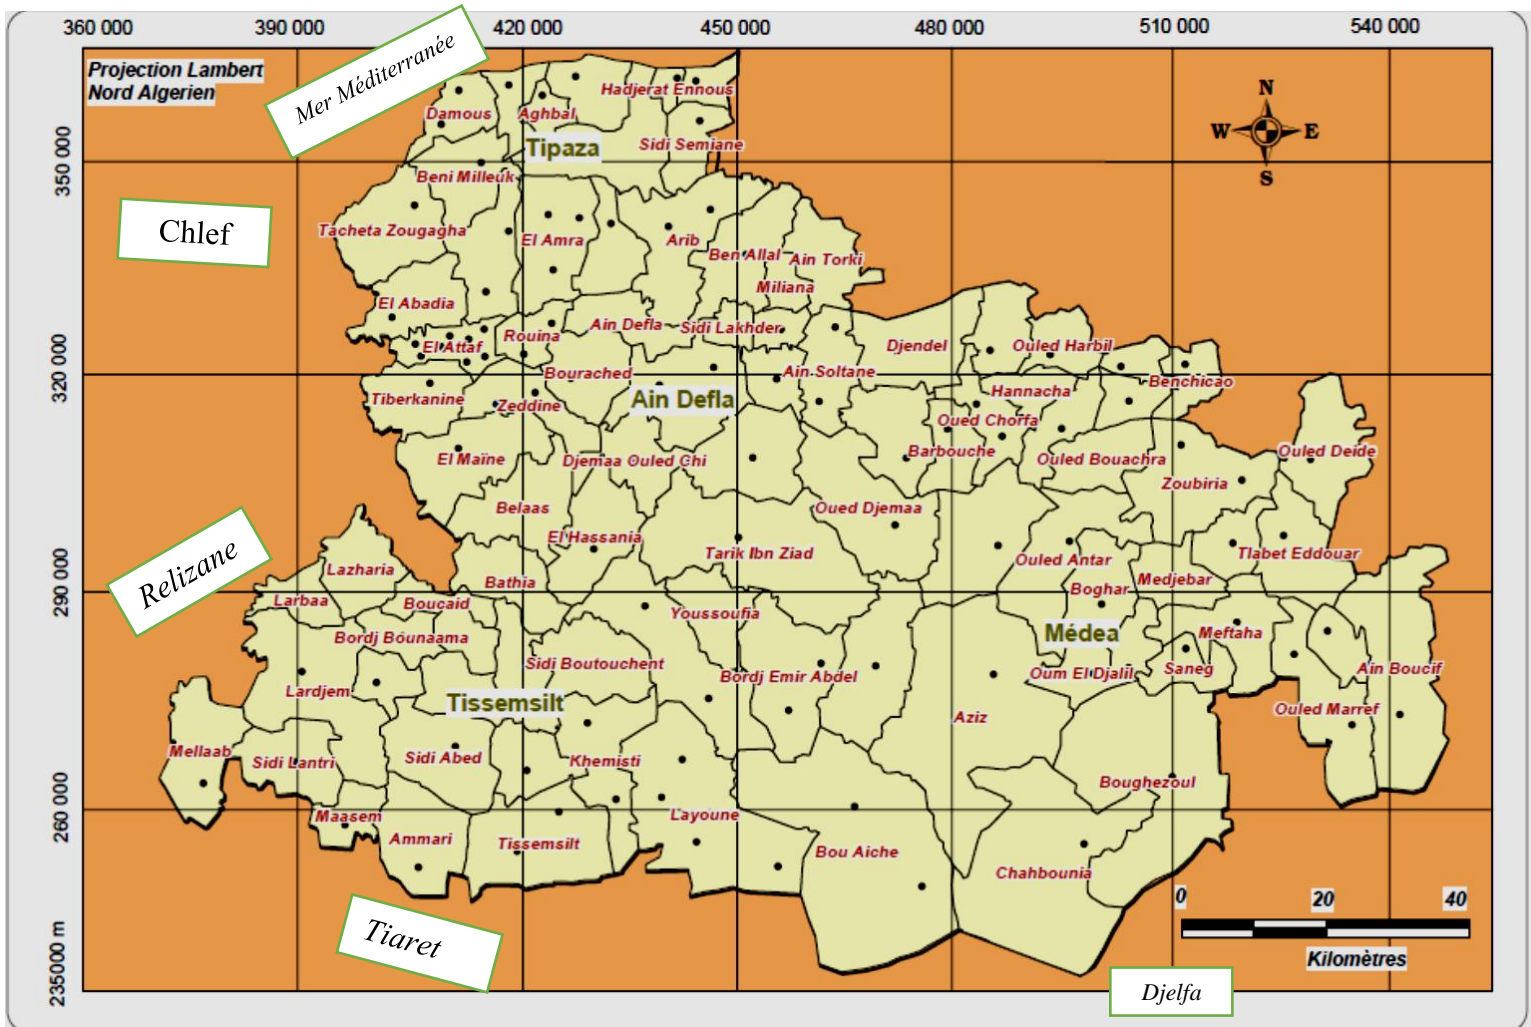 360 000
390 000
420 000
450 000
480 000
510 000
540 000
Projection Lambert
Nord Algerien
Mer Méditerranée
N
W
E
S
350 000
320 000
290 000
260 000
235000 m
Chlef
Relizane
Tiaret
Djelfa
Damous
Aghbal
Hadjerat Ennous
Tipaza
Sidi Semiane
Beni Milleuk
Tacheta Zougagha
El Amra
Arib
Ben Allal
Ain Torki
Miliana
El Abadia
Ain Defla
Sidi Lakhder
Rouina
El Attaf
Djendel
Ouled Harbil
Bourached
Ain Soltane
Benchicao
Hannacha
Tiberkanine
Zeddine
Ain Defla
Oued Chorfa
Barbouche
Ouled Deide
El Maïne
Djemaa Ouled Chi
Ouled Bouachra
Zoubiria
Belaas
Oued Djemaa
El Hassania
Tarik Ibn Ziad
Tlabet Eddouar
Ouled Antar
Lazharia
Bathia
Medjebar
Boghar
Larbaa
Boucaid
Youssoufia
Bordj Bounaama
Médea
Meftaha
Sidi Boutouchent
Bordj Emir Abdel
Oum El Djalil
Saneg
Ain Boucif
Lardjem
Tissemsilt
Aziz
Ouled Marref
Mellaab
Sidi Lantri
Sidi Abed
Khemisti
Boughezoul
Maasem
Layoune
Ammari
Tissemsilt
Bou Aiche
Chahbounia
0
20
40
Kilomètres